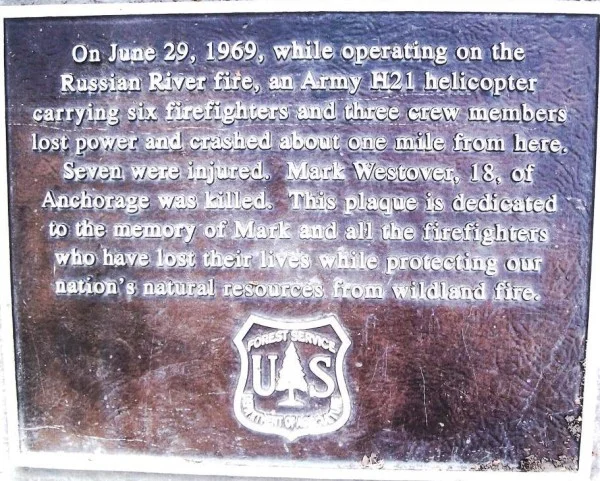 On June 29, 1969, while operating on the
Russian River fire, an Army H21 helicopter
carrying six firefighters and three crew members
lost power and crashed about one mile from here.
Seven were injured. Mark Westover, 18, of
Anchorage was killed. This plaque is dedicated
to the memory of Mark and all the firefighters
who have lost their lives while protecting our
nation's natural resources from wildland fire.
FOREST SERVICE
U S
DEPARTMENT OF AGRICULTURE